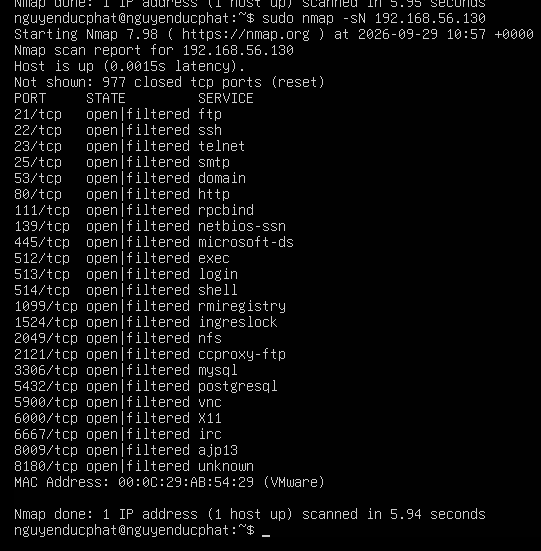 Nmap done: 1 IP address (1 host up) scanned in 5.95 seconds
nguyenducphat@nguyenducphat:~$ sudo nmap -sN 192.168.56.130
Starting Nmap 7.98 ( https://nmap.org ) at 2026-09-29 10:57 +0000
Nmap scan report for 192.168.56.130
Host is up (0.0015s latency).
Not shown: 977 closed tcp ports (reset)
PORT     STATE         SERVICE
21/tcp   open|filtered ftp
22/tcp   open|filtered ssh
23/tcp   open|filtered telnet
25/tcp   open|filtered smtp
53/tcp   open|filtered domain
80/tcp   open|filtered http
111/tcp  open|filtered rpcbind
139/tcp  open|filtered netbios-ssn
445/tcp  open|filtered microsoft-ds
512/tcp  open|filtered exec
513/tcp  open|filtered login
514/tcp  open|filtered shell
1099/tcp open|filtered rmiregistry
1524/tcp open|filtered ingreslock
2049/tcp open|filtered nfs
2121/tcp open|filtered ccproxy-ftp
3306/tcp open|filtered mysql
5432/tcp open|filtered postgresql
5900/tcp open|filtered vnc
6000/tcp open|filtered X11
6667/tcp open|filtered irc
8009/tcp open|filtered ajp13
8180/tcp open|filtered unknown
MAC Address: 00:0C:29:AB:54:29 (VMware)

Nmap done: 1 IP address (1 host up) scanned in 5.94 seconds
nguyenducphat@nguyenducphat:~$ _